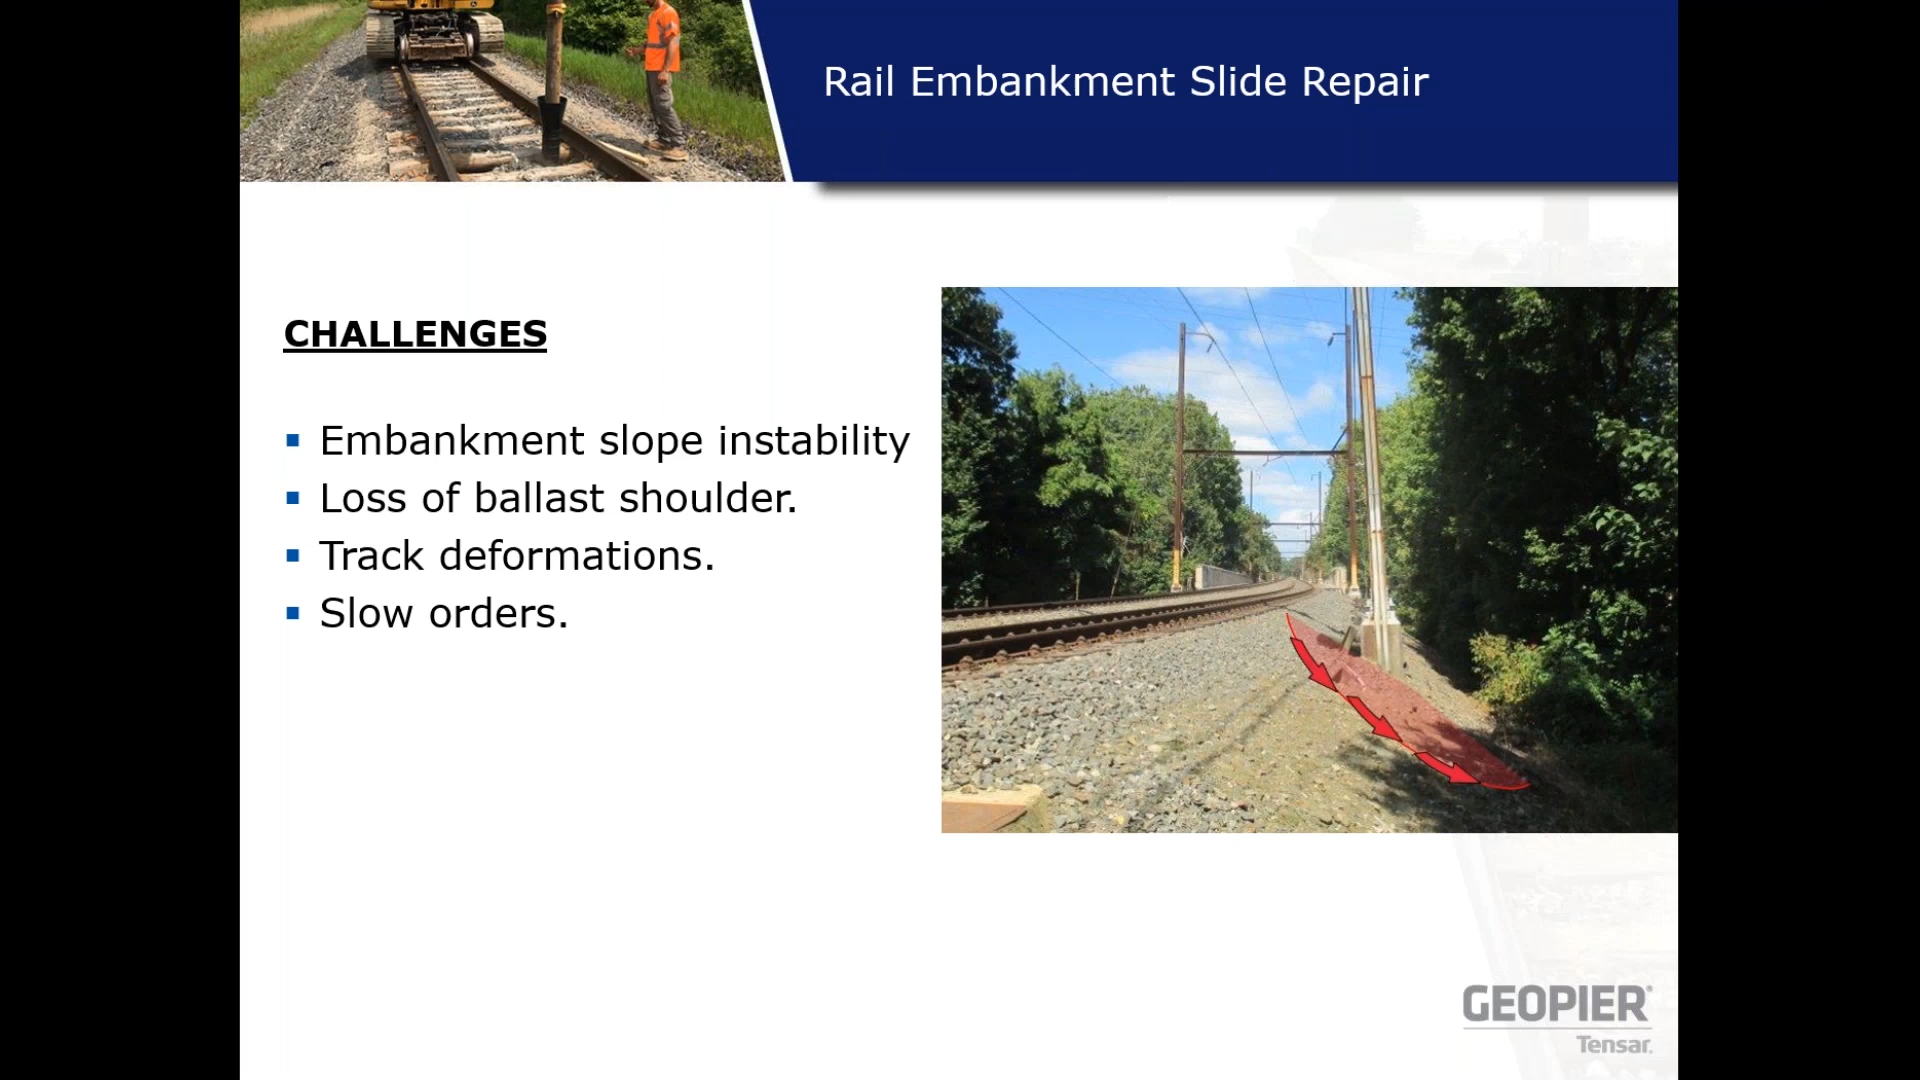 Rail Embankment Slide Repair
CHALLENGES
Embankment slope instability
Loss of ballast shoulder.
Track deformations.
Slow orders.
GEOPIER®
Tensar.